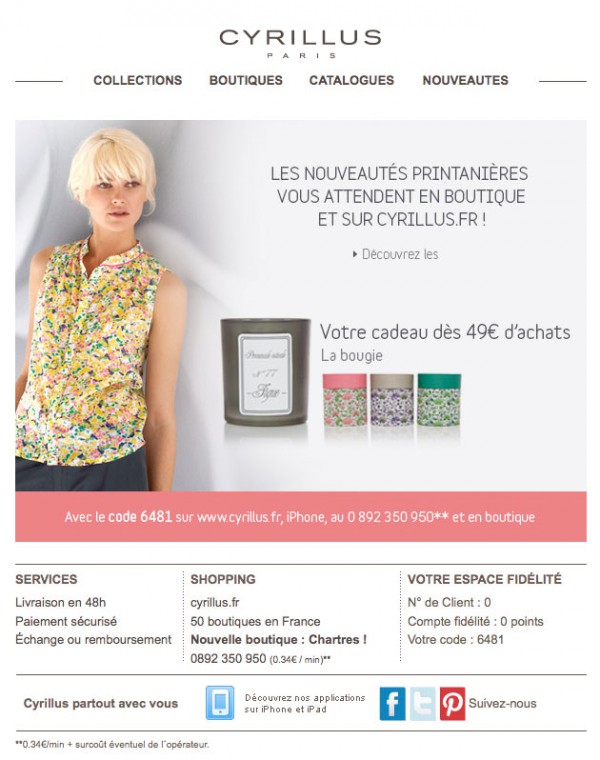 CYRILLUS
PARIS
COLLECTIONS BOUTIQUES CATALOGUES NOUVEAUTES
LES NOUVEAUTÉS PRINTANIÈRES
VOUS ATTENDENT EN BOUTIQUE
ET SUR CYRILLUS.FR !
Découvrez les
Votre cadeau dès 49€ d'achats
La bougie
n° 77
Avec le code 6481 sur www.cyrillus.fr, iPhone, au 0 892 350 950** et en boutique
SERVICES
Livraison en 48h
Paiement sécurisé
Échange ou remboursement
SHOPPING
cyrillus.fr
50 boutiques en France
Nouvelle boutique : Chartres !
0892 350 950 (0.34€ / min)**
VOTRE ESPACE FIDÉLITÉ
N° de Client : 0
Compte fidélité : 0 points
Votre code : 6481
Cyrillus partout avec vous
Découvrez nos applications
sur iPhone et iPad
Suivez-nous
**0.34€/min + surcoût éventuel de l'opérateur.